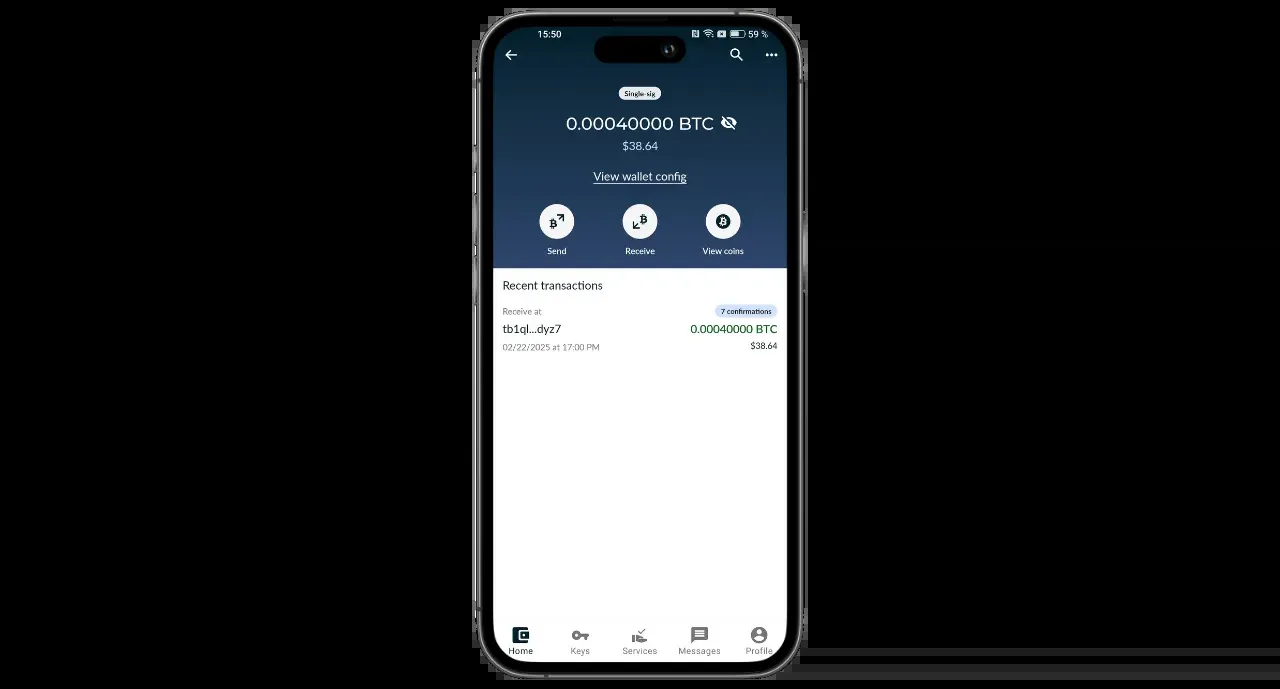 15:50
59 %
Single-sig
0.00040000 BTC
$38.64
View wallet config
Send
Receive
View coins
Recent transactions
Receive at
7 confirmations
tb1ql...dyz7
0.00040000 BTC
02/22/2025 at 17:00 PM
$38.64
Home
Keys
Services
Messages
Profile